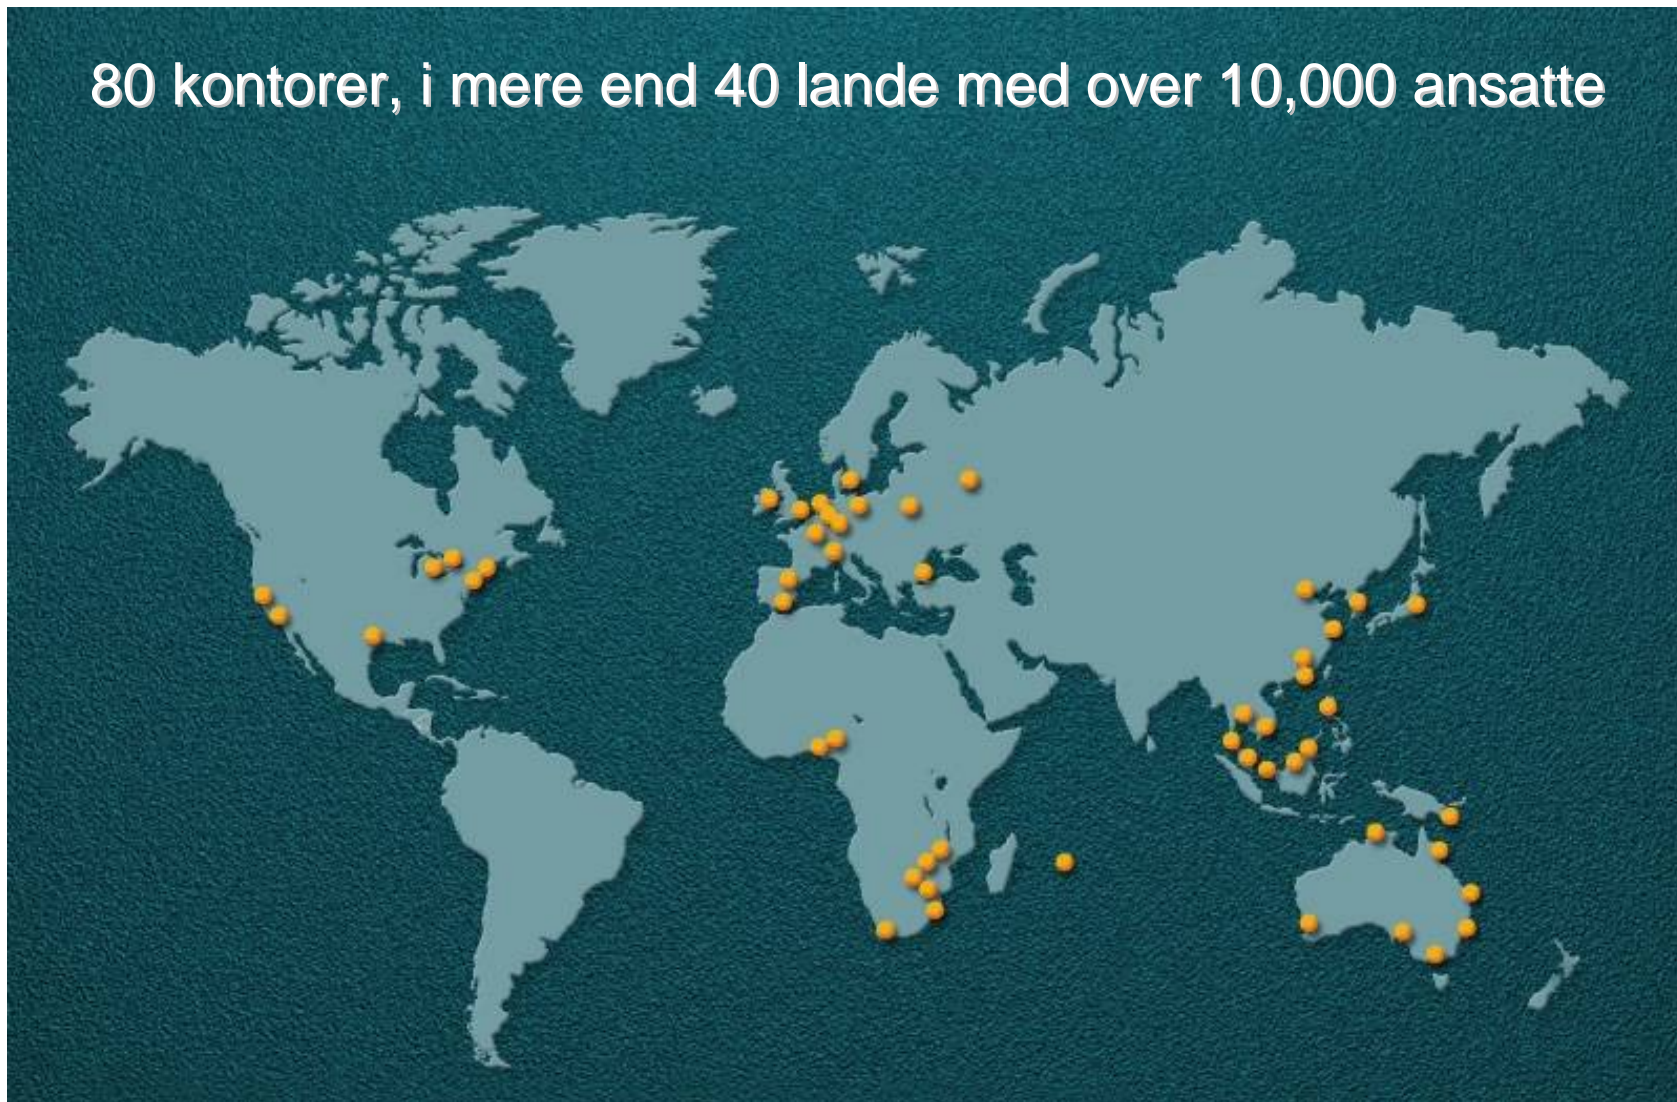 80 kontorer, i mere end 40 lande med over 10,000 ansatte